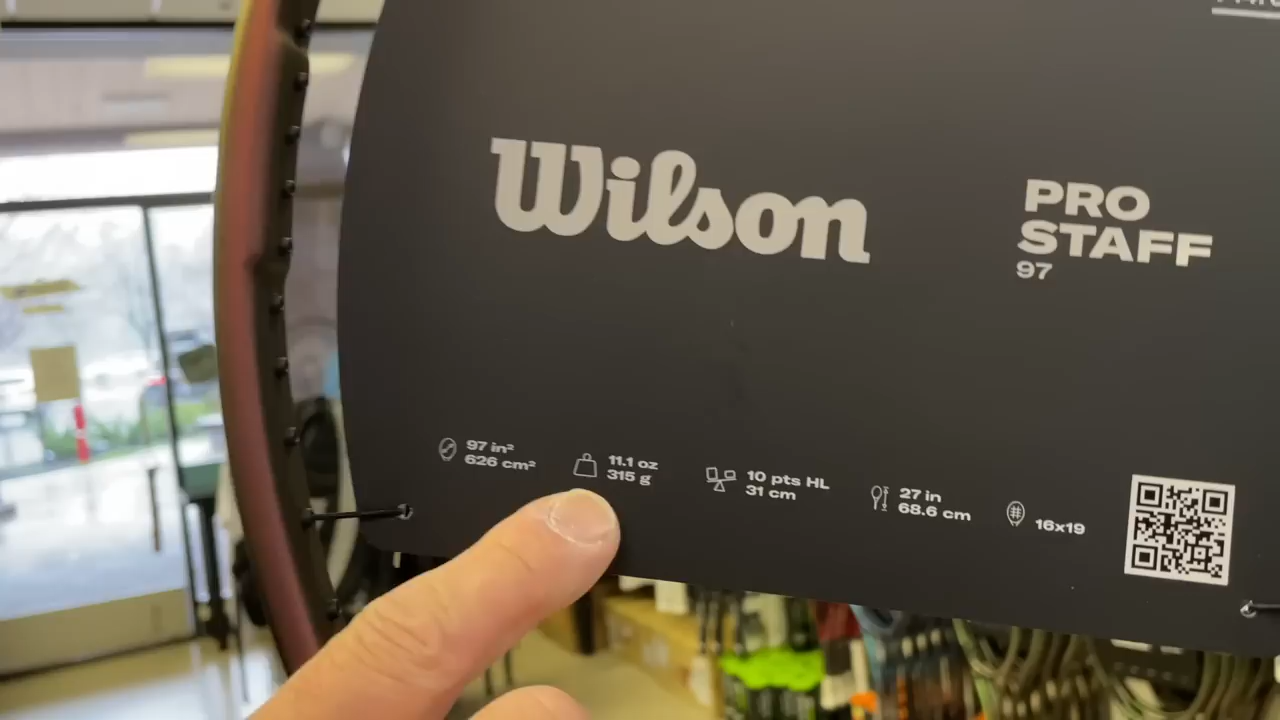 Wilson
PRO
STAFF
97
97 in²
626 cm²
11.1 oz
315 g
10 pts HL
31 cm
27 in
68.6 cm
16x19